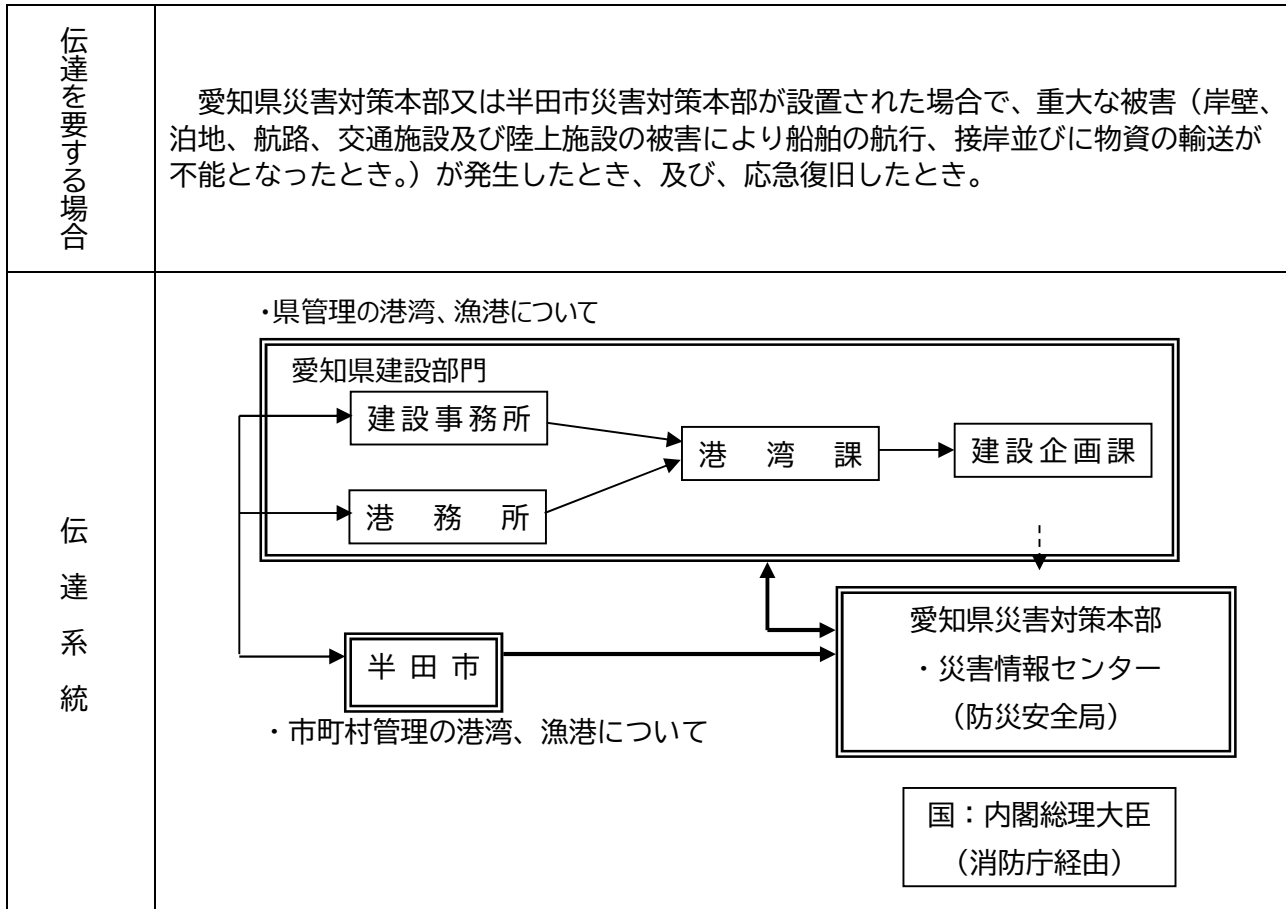 伝達を要する場合
愛知県災害対策本部又は半田市災害対策本部が設置された場合で、重大な被害（岸壁、
泊地、航路、交通施設及び陸上施設の被害により船舶の航行、接岸並びに物資の輸送が
不能となったとき。）が発生したとき、及び、応急復旧したとき。
伝達系統
・県管理の港湾、漁港について
愛知県建設部門
建設事務所
港湾課
建設企画課
港務所
半田市
・市町村管理の港湾、漁港について
愛知県災害対策本部
・災害情報センター
（防災安全局）
国：内閣総理大臣
（消防庁経由）